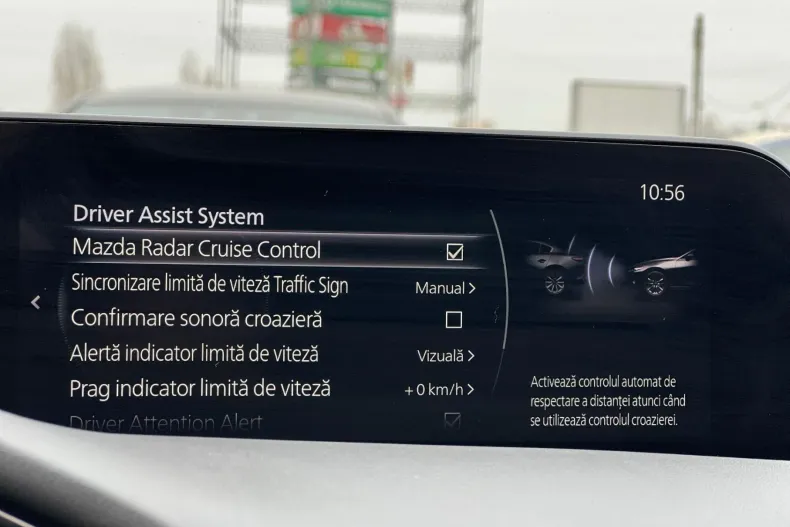 10:56
Driver Assist System
Mazda Radar Cruise Control
Sincronizare limită de viteză Traffic Sign Manual
Confirmare sonoră croazieră
Alertă indicator limită de viteză Vizuală
Prag indicator limită de viteză +0 km/h
Driver Attention Alert
Activează controlul automat de
respectare a distanței atunci când
se utilizează controlul croazierei.